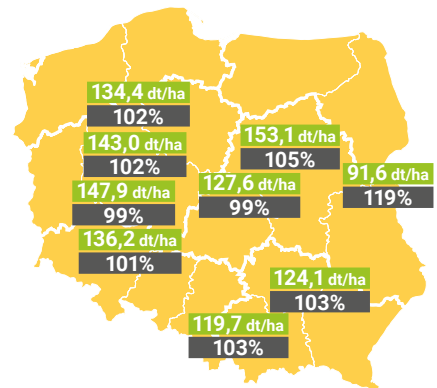 134,4 dt/ha
102%
143,0 dt/ha
102%
153,1 dt/ha
105%
147,9 dt/ha
99%
127,6 dt/ha
99%
91,6 dt/ha
119%
136,2 dt/ha
101%
124,1 dt/ha
103%
119,7 dt/ha
103%